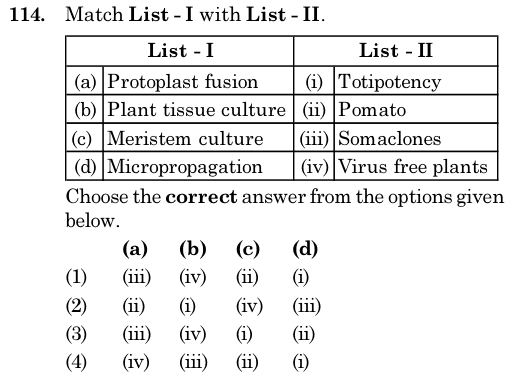 114. Match List - I with List - II.
List - I List - II
(a) Protoplast fusion (i) Totipotency
(b) Plant tissue culture (ii) Pomato
(c) Meristem culture (iii) Somaclones
(d) Micropropagation (iv) Virus free plants
Choose the correct answer from the options given
below.
(a) (b) (c) (d)
(1) (iii) (iv) (ii) (i)
(2) (ii) (i) (iv) (iii)
(3) (iii) (iv) (i) (ii)
(4) (iv) (iii) (ii) (i)